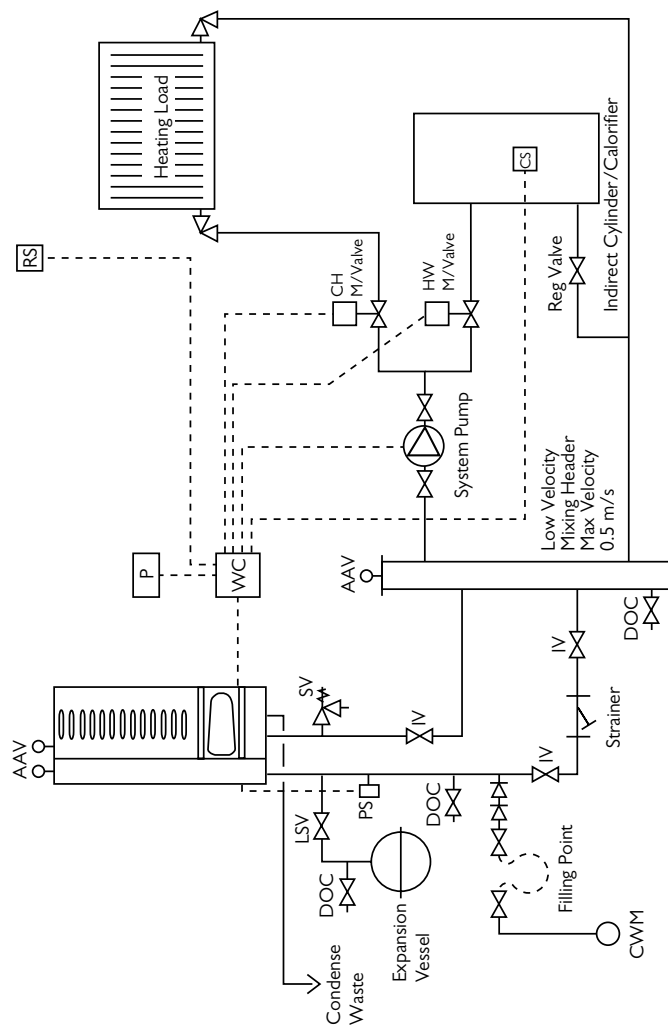 AAV
AAV
SV
P
WC
RS
Heating Load
CH
M/Valve
HW
M/Valve
CS
Reg Valve
Indirect Cylinder/Calorifier
System Pump
Low Velocity
Mixing Header
Max Velocity
0.5 m/s
LSV
PS
IV
DOC
DOC
IV
IV
DOC
Strainer
Condense
Waste
Expansion
Vessel
Filling Point
CWM